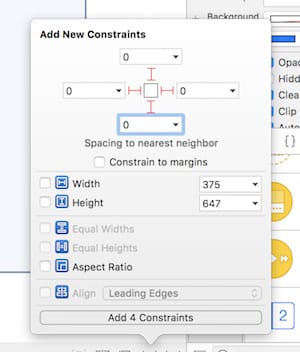 Background
Add New Constraints
0
0
0
0
Spacing to nearest neighbor
Constrain to margins
Width 375
Height 647
Equal Widths
Equal Heights
Aspect Ratio
Align Leading Edges
Add 4 Constraints
Opac
Hidd
Clea
Clip
Auto
{}
2